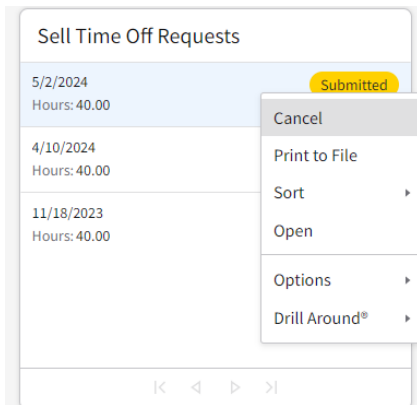 Sell Time Off Requests
5/2/2024
Submitted
Hours: 40.00
Cancel
4/10/2024
Print to File
Hours: 40.00
Sort
11/18/2023
Open
Hours: 40.00
Options
Drill Around®